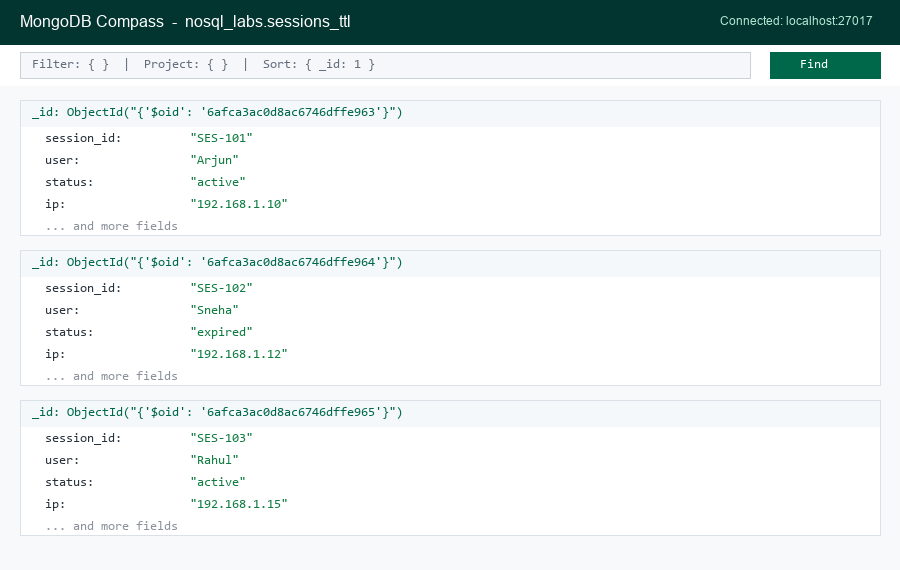 MongoDB Compass - nosql_labs.sessions_ttl
Connected: localhost:27017
Filter: { } | Project: { } | Sort: { _id: 1 }
Find
_id: ObjectId("{'$oid': '6afca3ac0d8ac6746dffe963'}")
session_id: "SES-101"
user: "Arjun"
status: "active"
ip: "192.168.1.10"
... and more fields
_id: ObjectId("{'$oid': '6afca3ac0d8ac6746dffe964'}")
session_id: "SES-102"
user: "Sneha"
status: "expired"
ip: "192.168.1.12"
... and more fields
_id: ObjectId("{'$oid': '6afca3ac0d8ac6746dffe965'}")
session_id: "SES-103"
user: "Rahul"
status: "active"
ip: "192.168.1.15"
... and more fields